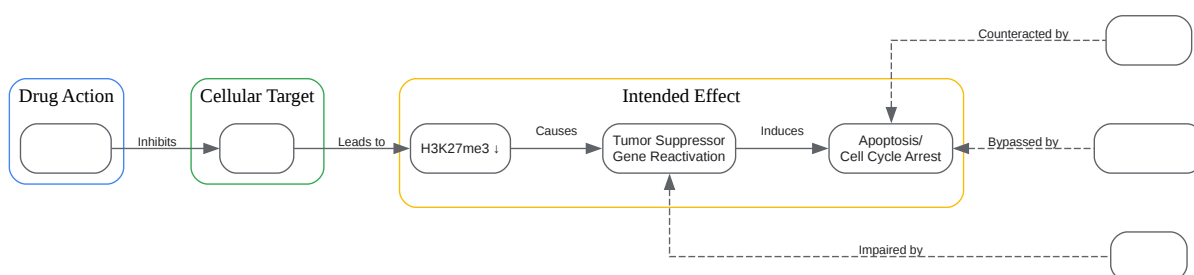 Counteracted by
Drug Action
Cellular Target
Intended Effect
Inhibits
Leads to
H3K27me3 ↓
Causes
Tumor Suppressor
Gene Reactivation
Induces
Apoptosis/
Cell Cycle Arrest
Bypassed by
Impaired by